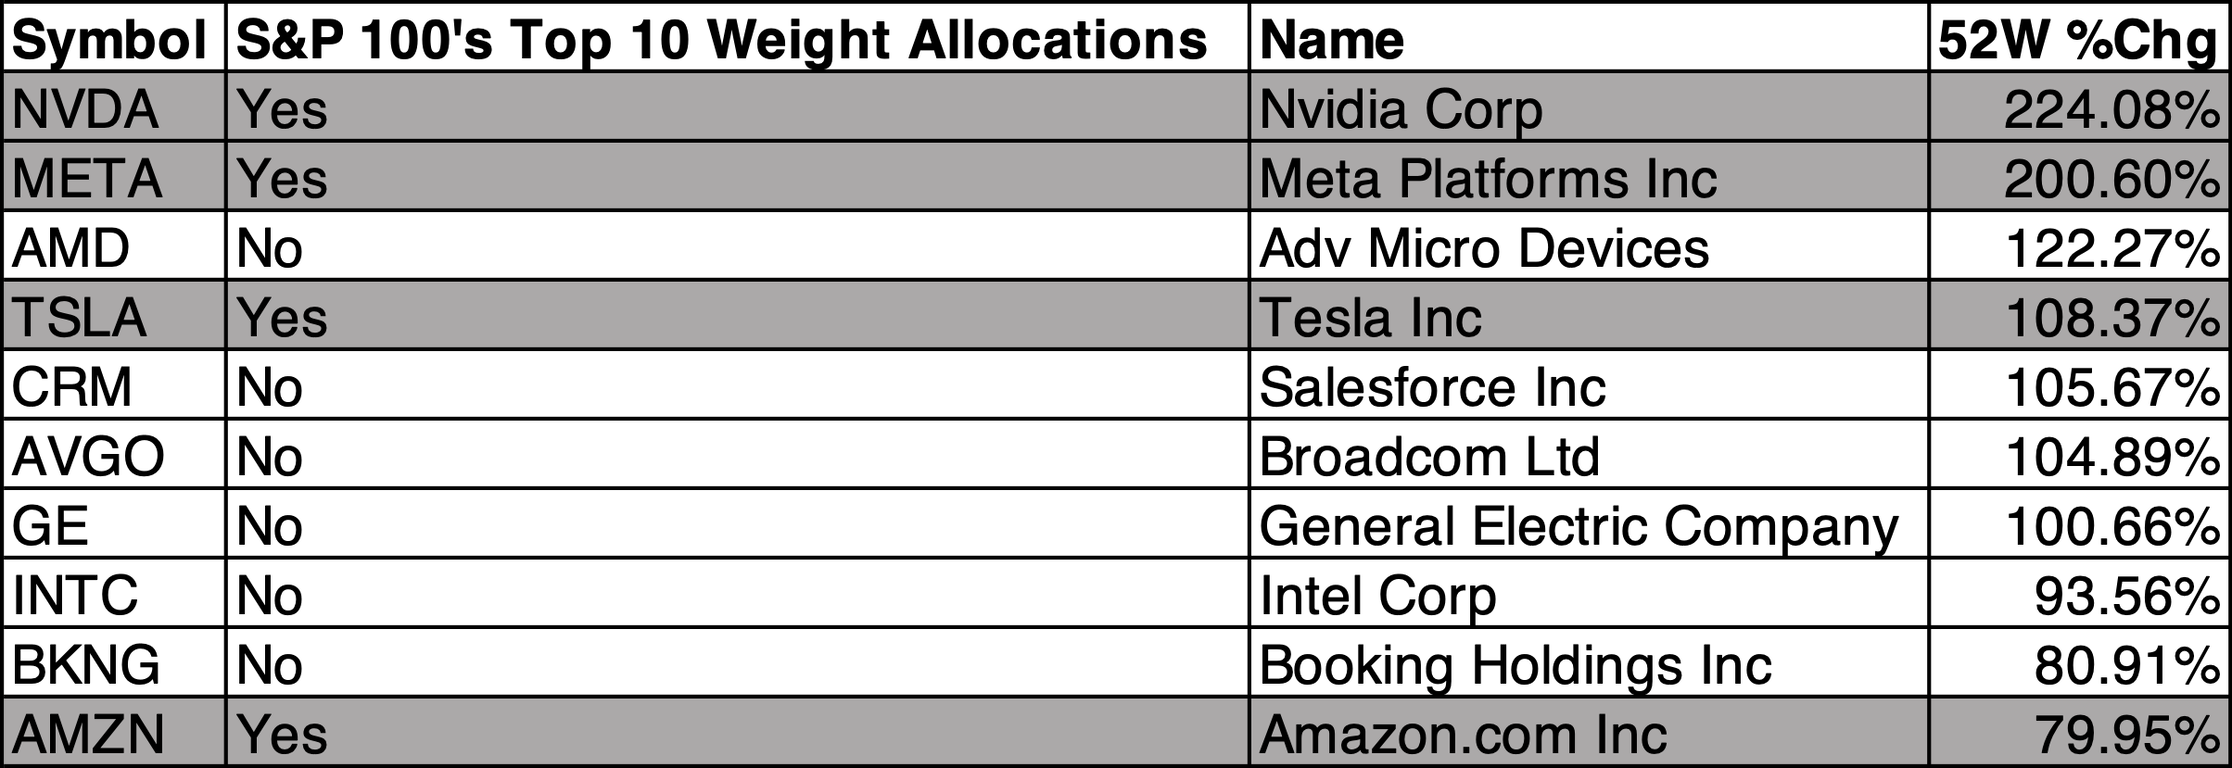 Symbol S&P 100's Top 10 Weight Allocations Name 52W %Chg
NVDA Yes Nvidia Corp 224.08%
META Yes Meta Platforms Inc 200.60%
AMD No Adv Micro Devices 122.27%
TSLA Yes Tesla Inc 108.37%
CRM No Salesforce Inc 105.67%
AVGO No Broadcom Ltd 104.89%
GE No General Electric Company 100.66%
INTC No Intel Corp 93.56%
BKNG No Booking Holdings Inc 80.91%
AMZN Yes Amazon.com Inc 79.95%